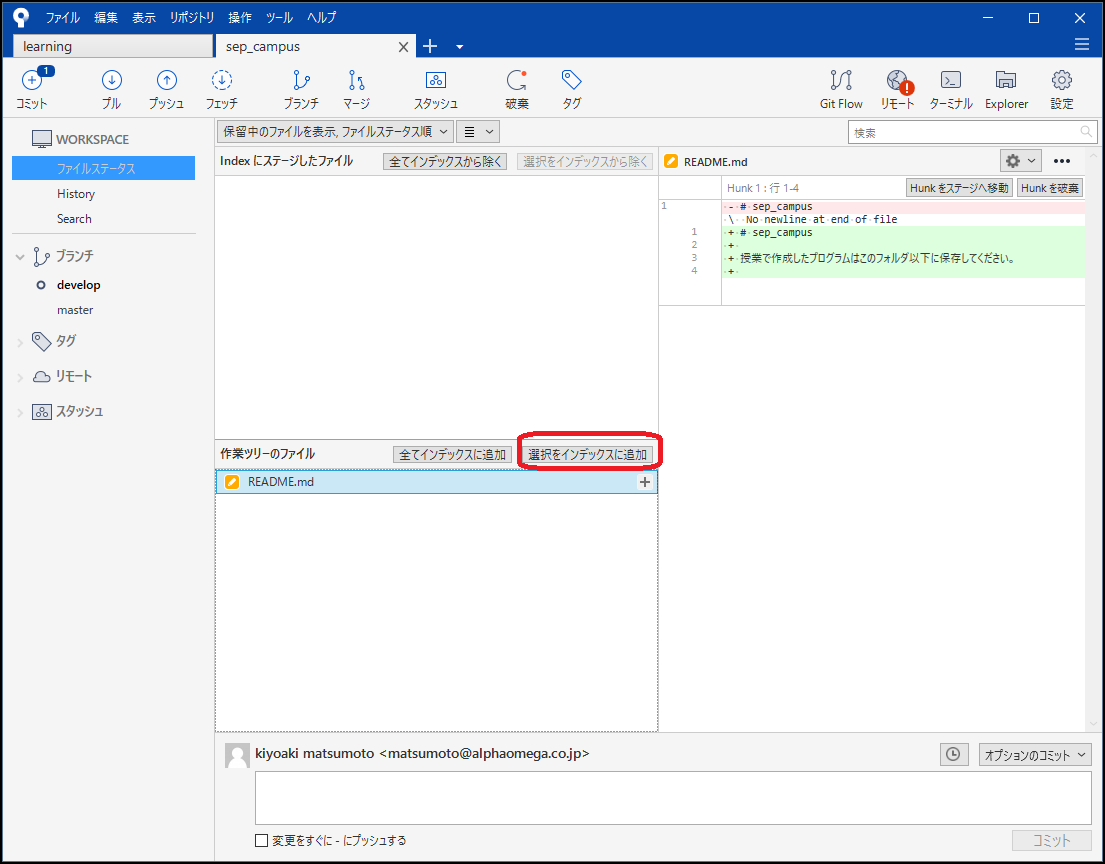 ファイル 編集 表示 リポジトリ 操作 ツール ヘルプ
learning
sep_campus
1
コミット プル プッシュ フェッチ ブランチ マージ スタッシュ 破棄 タグ Git Flow リモート ターミナル Explorer 設定
WORKSPACE
ファイルステータス
History
Search
ブランチ
develop
master
タグ
リモート
スタッシュ
保留中のファイルを表示, ファイルステータス順
検索
Index にステージしたファイル 全てインデックスから除く 選択をインデックスから除く
README.md
Hunk 1 : 行 1-4 Hunk をステージへ移動 Hunk を破棄
1 - # sep_campus
\ No newline at end of file
1 + # sep_campus
2 +
3 + 授業で作成したプログラムはこのフォルダ以下に保存してください。
4 +
作業ツリーのファイル 全てインデックスに追加 選択をインデックスに追加
README.md
kiyoaki matsumoto <matsumoto@alphaomega.co.jp>
オプションのコミット
変更をすぐに - にプッシュする
コミット